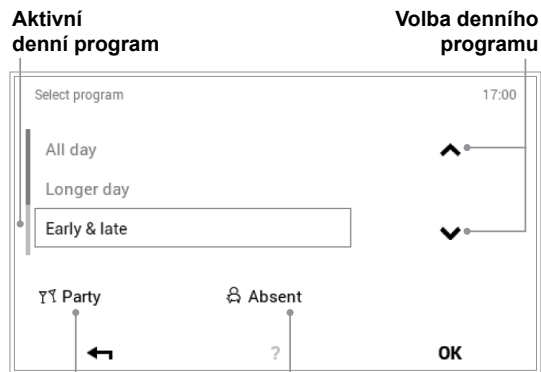 Aktivní
denní program
Volba denního
programu
Select program 17:00
All day
Longer day
Early & late
Party Absent
? OK